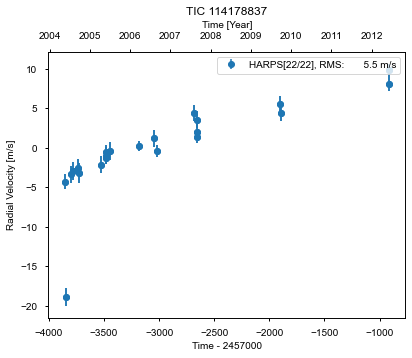 TIC 114178837
Time [Year]
2004 2005 2006 2007 2008 2009 2010 2011 2012
HARPS[22/22], RMS: 5.5 m/s
10
5
0
−5
−10
−15
−20
Radial Velocity [m/s]
−4000 −3500 −3000 −2500 −2000 −1500 −1000
Time - 2457000